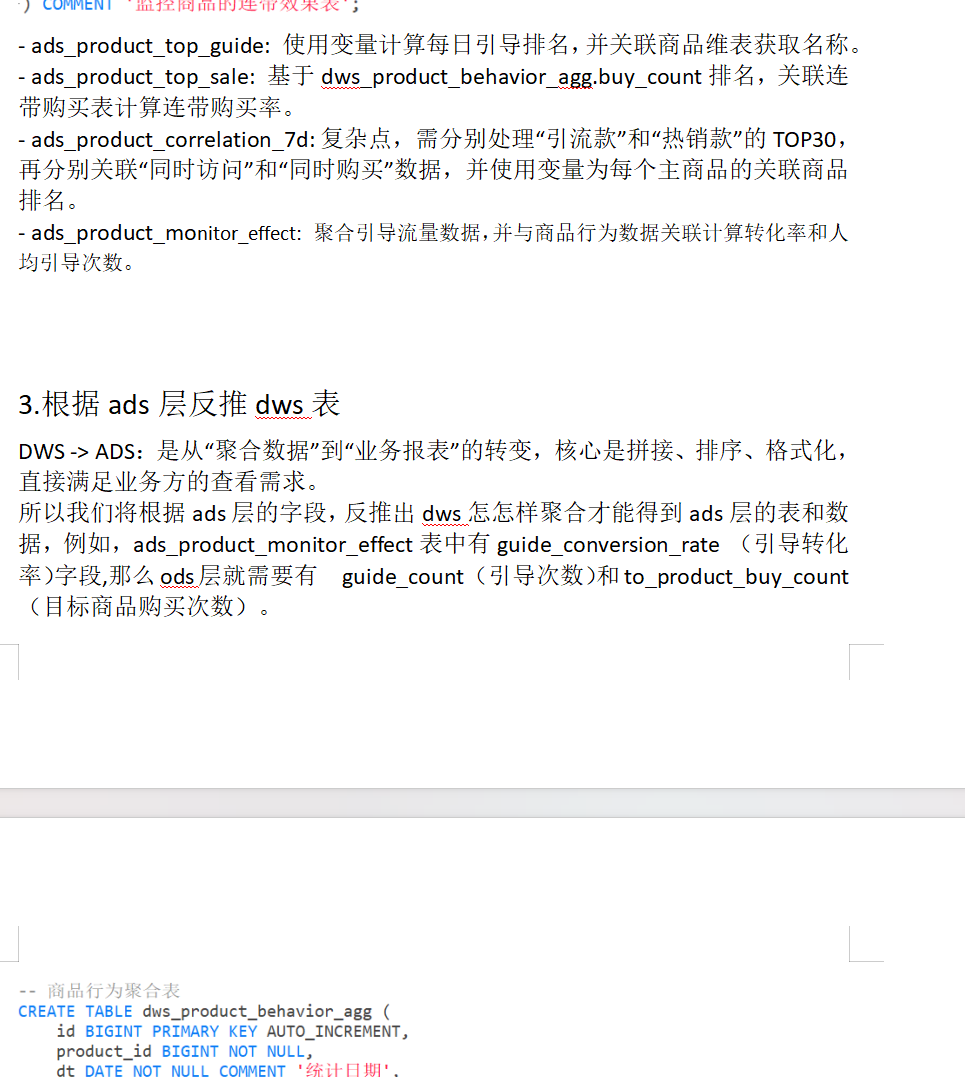 ) COMMENT '监控商品的连带效果表';
- ads_product_top_guide: 使用变量计算每日引导排名，并关联商品维表获取名称。
- ads_product_top_sale: 基于 dws_product_behavior_agg.buy_count 排名，关联连
带购买表计算连带购买率。
- ads_product_correlation_7d: 复杂点，需分别处理“引流款”和“热销款”的 TOP30，
再分别关联“同时访问”和“同时购买”数据，并使用变量为每个主商品的关联商品
排名。
- ads_product_monitor_effect: 聚合引导流量数据，并与商品行为数据关联计算转化率和人
均引导次数。
3.根据 ads 层反推 dws 表
DWS -> ADS：是从“聚合数据”到“业务报表”的转变，核心是拼接、排序、格式化，
直接满足业务方的查看需求。
所以我们将根据 ads 层的字段，反推出 dws 怎怎样聚合才能得到 ads 层的表和数
据，例如，ads_product_monitor_effect 表中有 guide_conversion_rate （引导转化
率）字段,那么 ods 层就需要有 guide_count（引导次数）和 to_product_buy_count
（目标商品购买次数）。
-- 商品行为聚合表
CREATE TABLE dws_product_behavior_agg (
id BIGINT PRIMARY KEY AUTO_INCREMENT,
product_id BIGINT NOT NULL,
dt DATE NOT NULL COMMENT '统计日期',